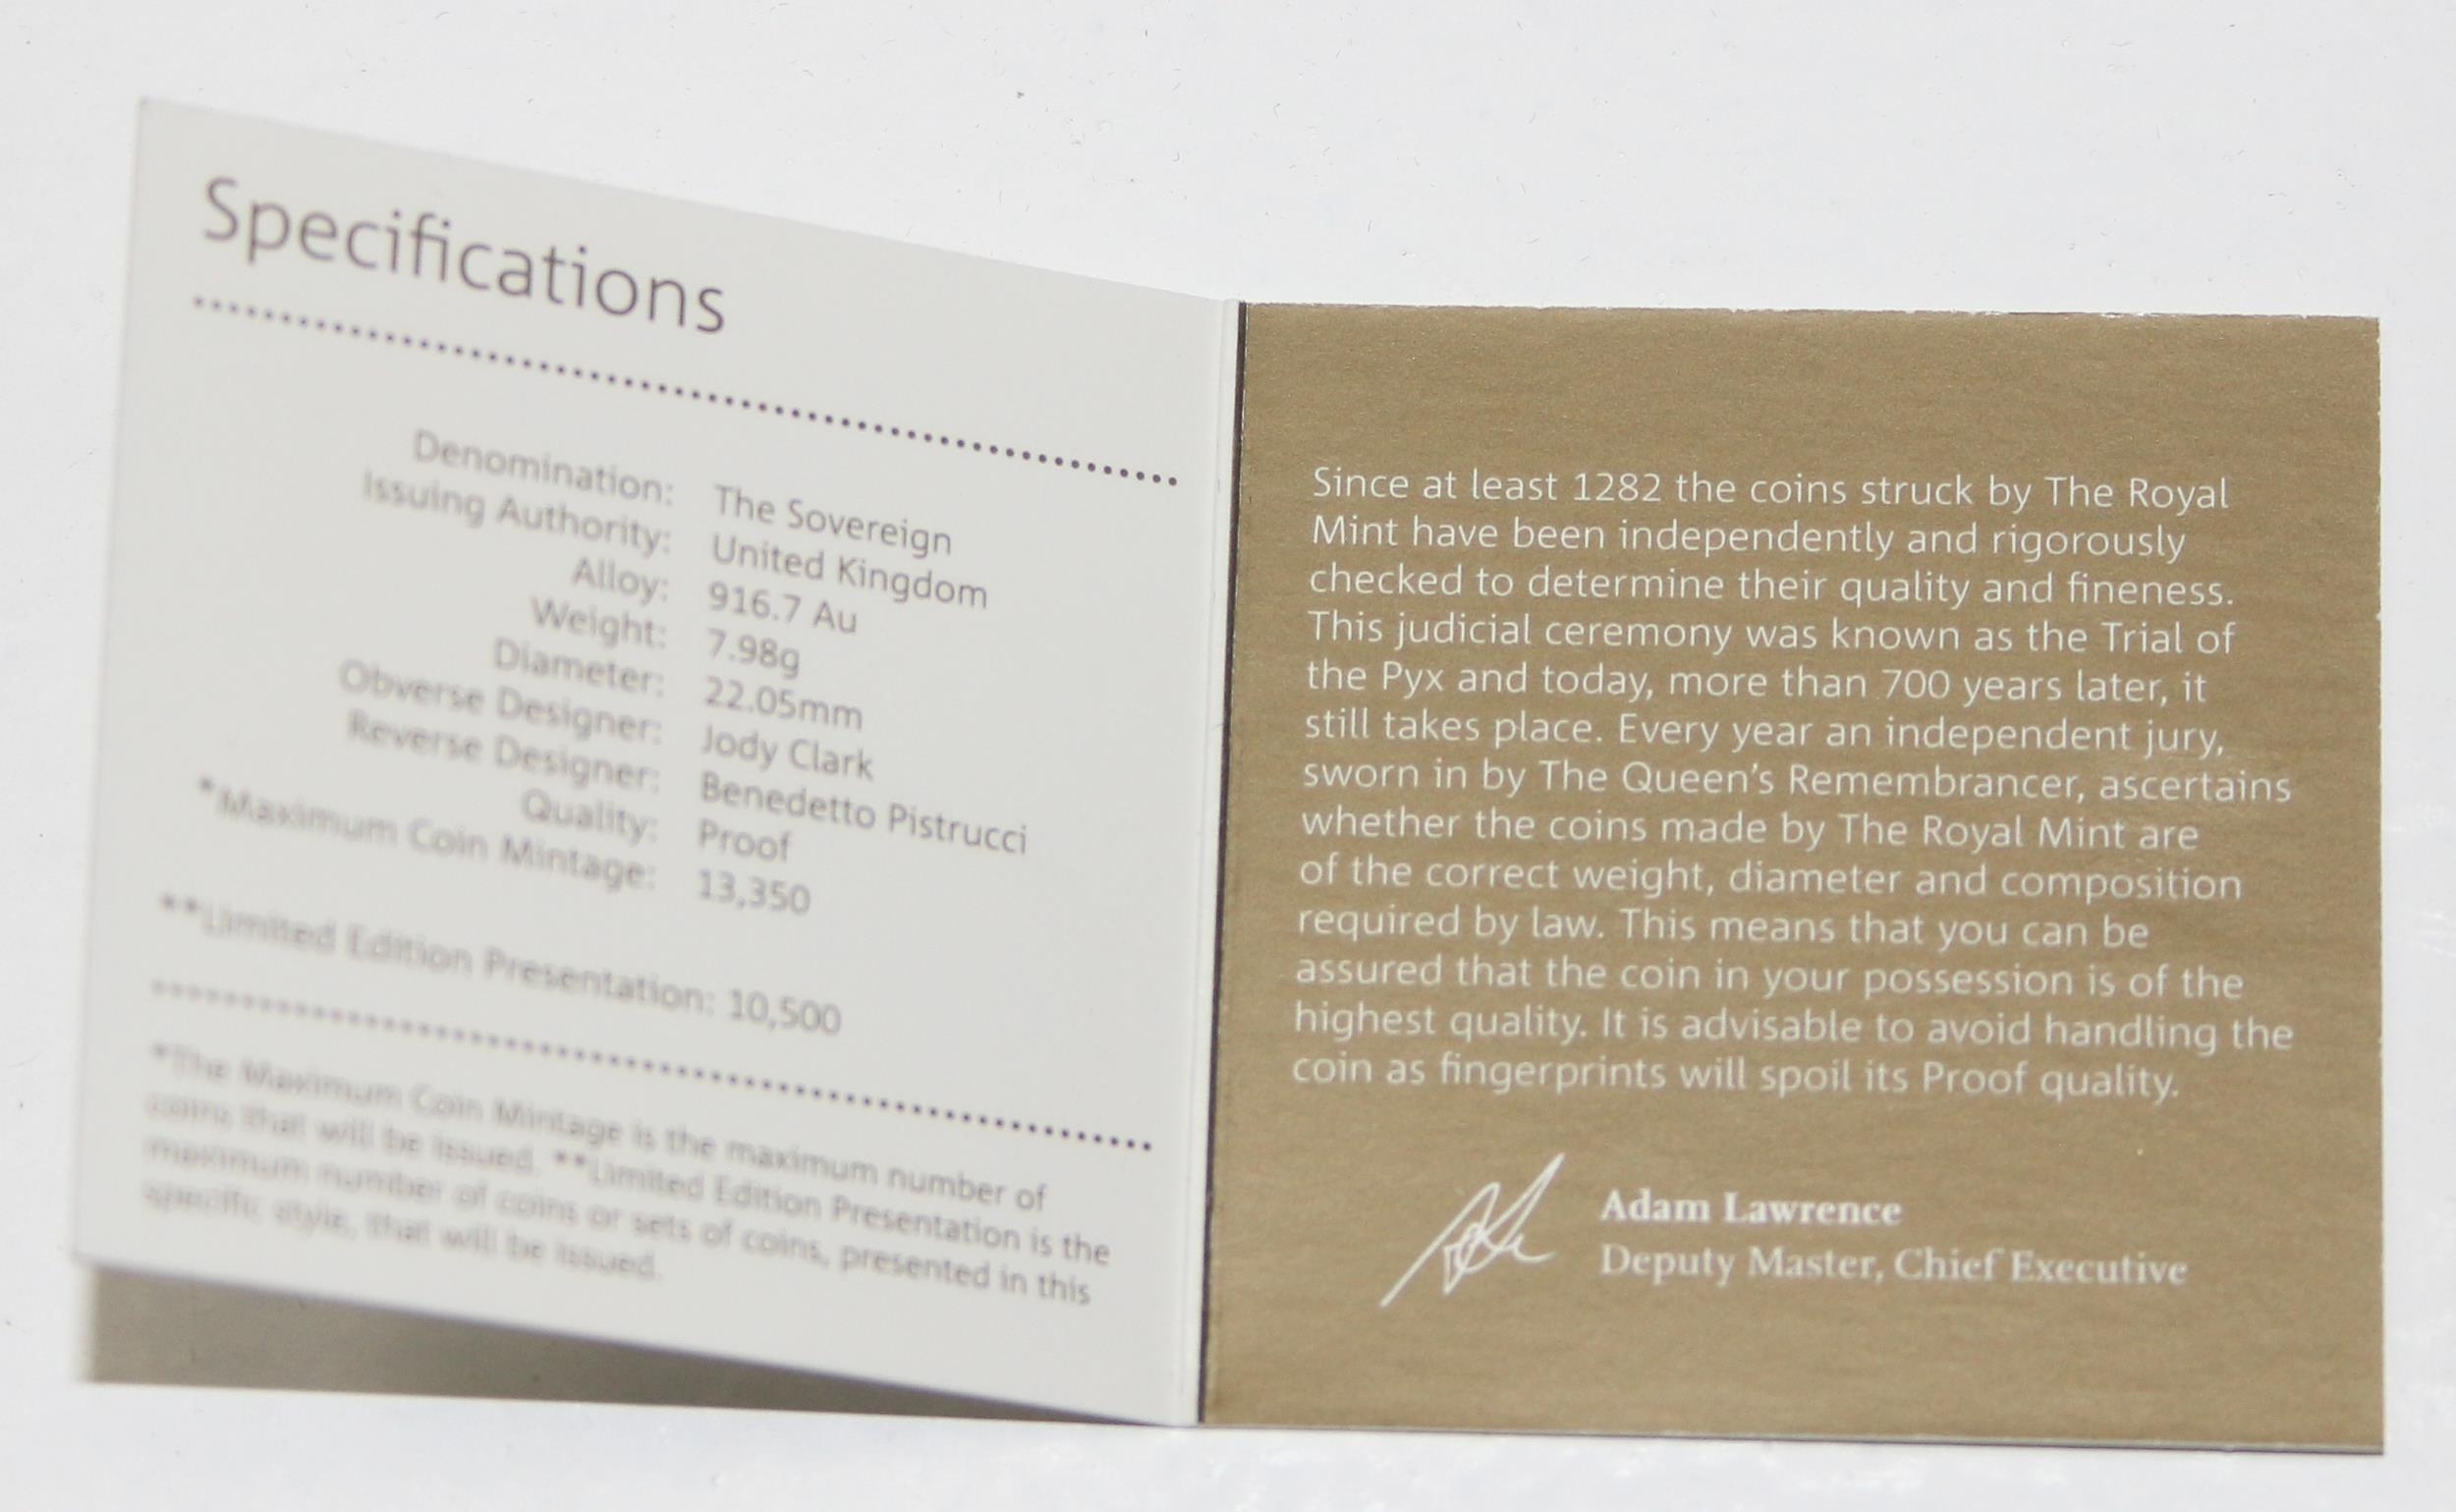 Specifications
Denomination: The Sovereign
Issuing Authority: United Kingdom
Alloy: 916.7 Au
Weight: 7.98g
Diameter: 22.05mm
Obverse Designer: Jody Clark
Reverse Designer: Benedetto Pistrucci
Quality: Proof
*Maximum Coin Mintage: 13,350
**Limited Edition Presentation: 10,500
*The Maximum Coin Mintage is the maximum number of
coins that will be issued. **Limited Edition Presentation is the
maximum number of coins or sets of coins, presented in this
specific style, that will be issued.
Since at least 1282 the coins struck by The Royal
Mint have been independently and rigorously
checked to determine their quality and fineness.
This judicial ceremony was known as the Trial of
the Pyx and today, more than 700 years later, it
still takes place. Every year an independent jury,
sworn in by The Queen's Remembrancer, ascertains
whether the coins made by The Royal Mint are
of the correct weight, diameter and composition
required by law. This means that you can be
assured that the coin in your possession is of the
highest quality. It is advisable to avoid handling the
coin as fingerprints will spoil its Proof quality.
Adam Lawrence
Deputy Master, Chief Executive